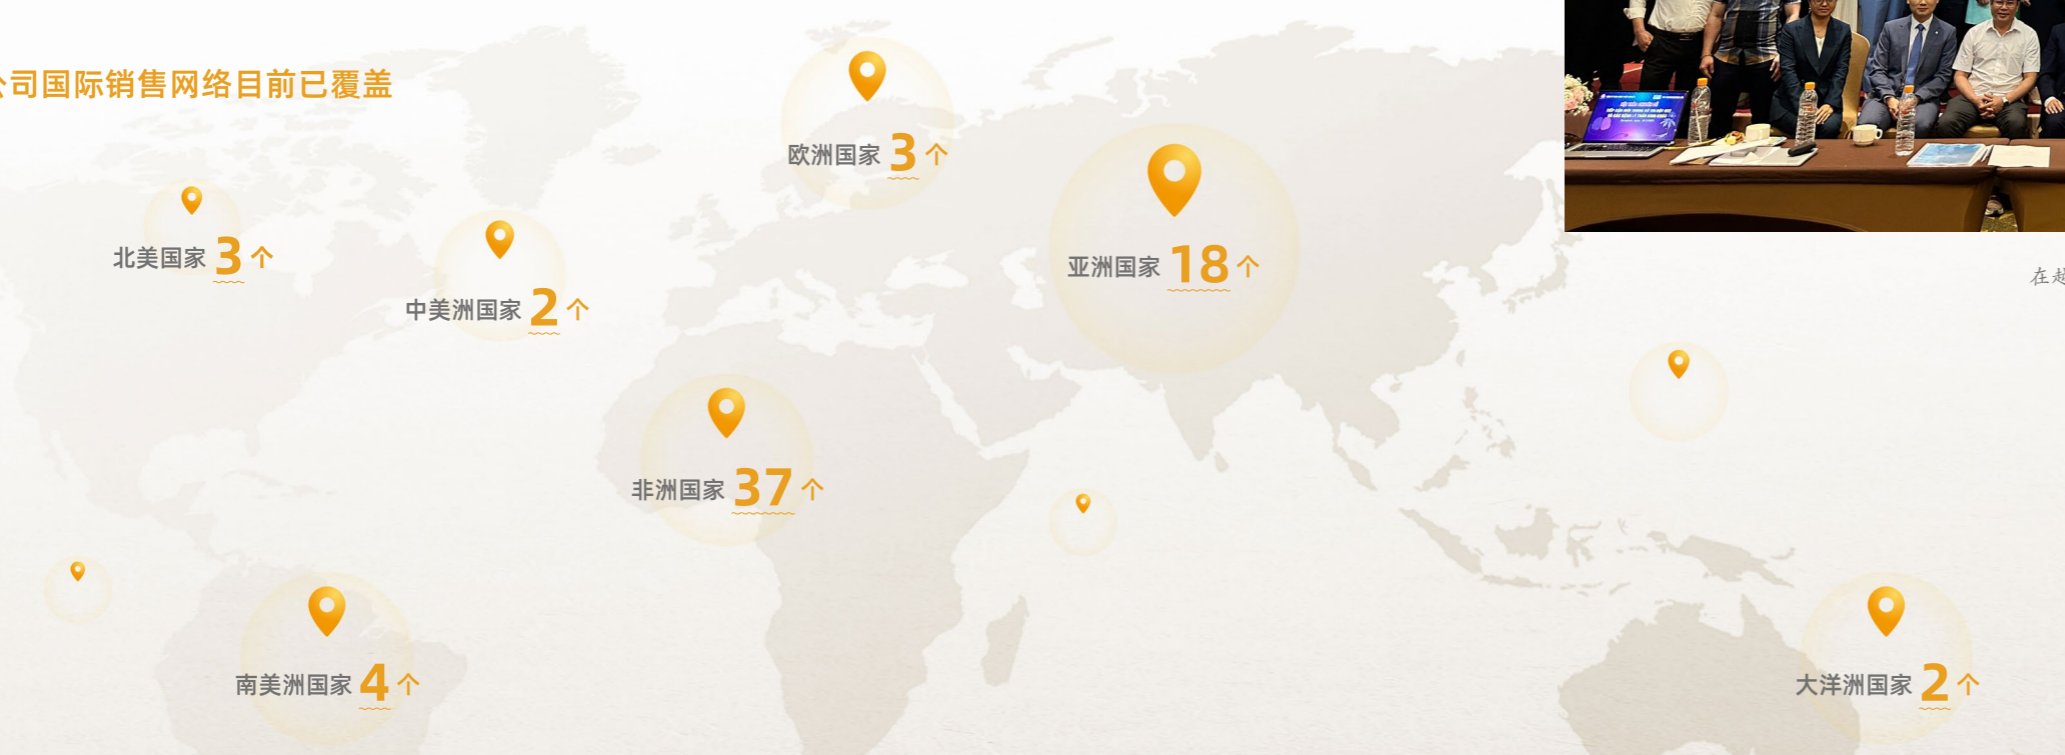 司国际销售网络目前已覆盖
欧洲国家 3 个
北美国家 3 个
亚洲国家 18 个
中美洲国家 2 个
在越
非洲国家 37 个
南美洲国家 4 个
大洋洲国家 2 个